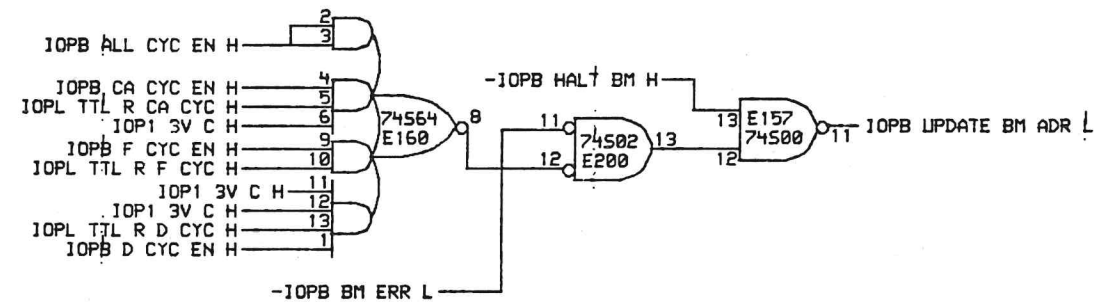 2
3
IOPB ALL CYC EN H
IOPB CA CYC EN H 4
IOPL TTL R CA CYC H 5
IOP1 3V C H 6
IOPB F CYC EN H 9
IOPL TTL R F CYC H 10
IOP1 3V C H 11
IOP1 3V C H 12
IOPL TTL R D CYC H 13
IOPB D CYC EN H 1
74S64
E160
8
-IOPB BM ERR L
11
12
74S02
E200
13
-IOPB HALT BM H
13
12
E157
74S00
11
IOPB UPDATE BM ADR L